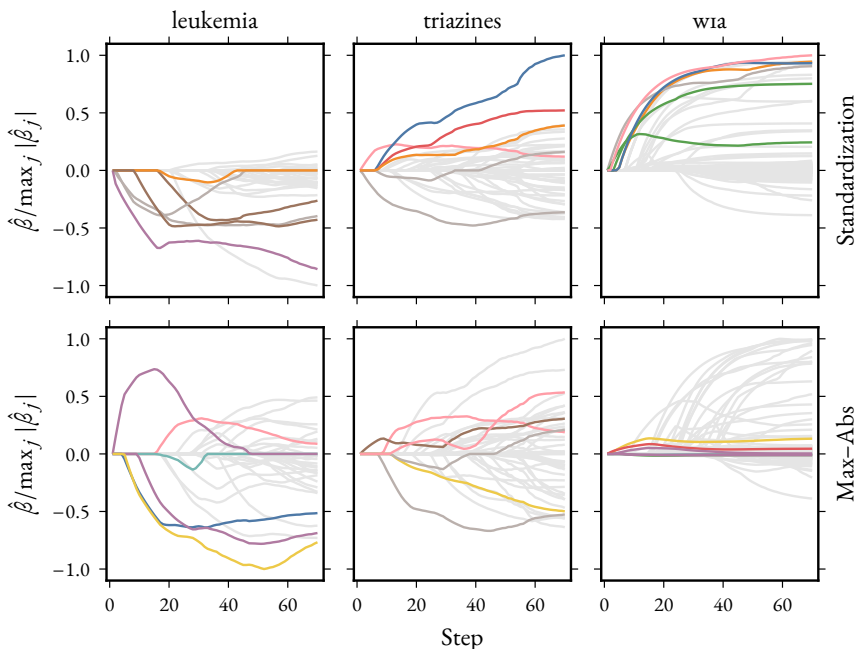 leukemia triazines w1a
1.0
0.5
0.0
−0.5
−1.0
β̂/max_j |β̂_j|
Standardization
1.0
0.5
0.0
−0.5
−1.0
β̂/max_j |β̂_j|
Max–Abs
0 20 40 60 0 20 40 60 0 20 40 60
Step